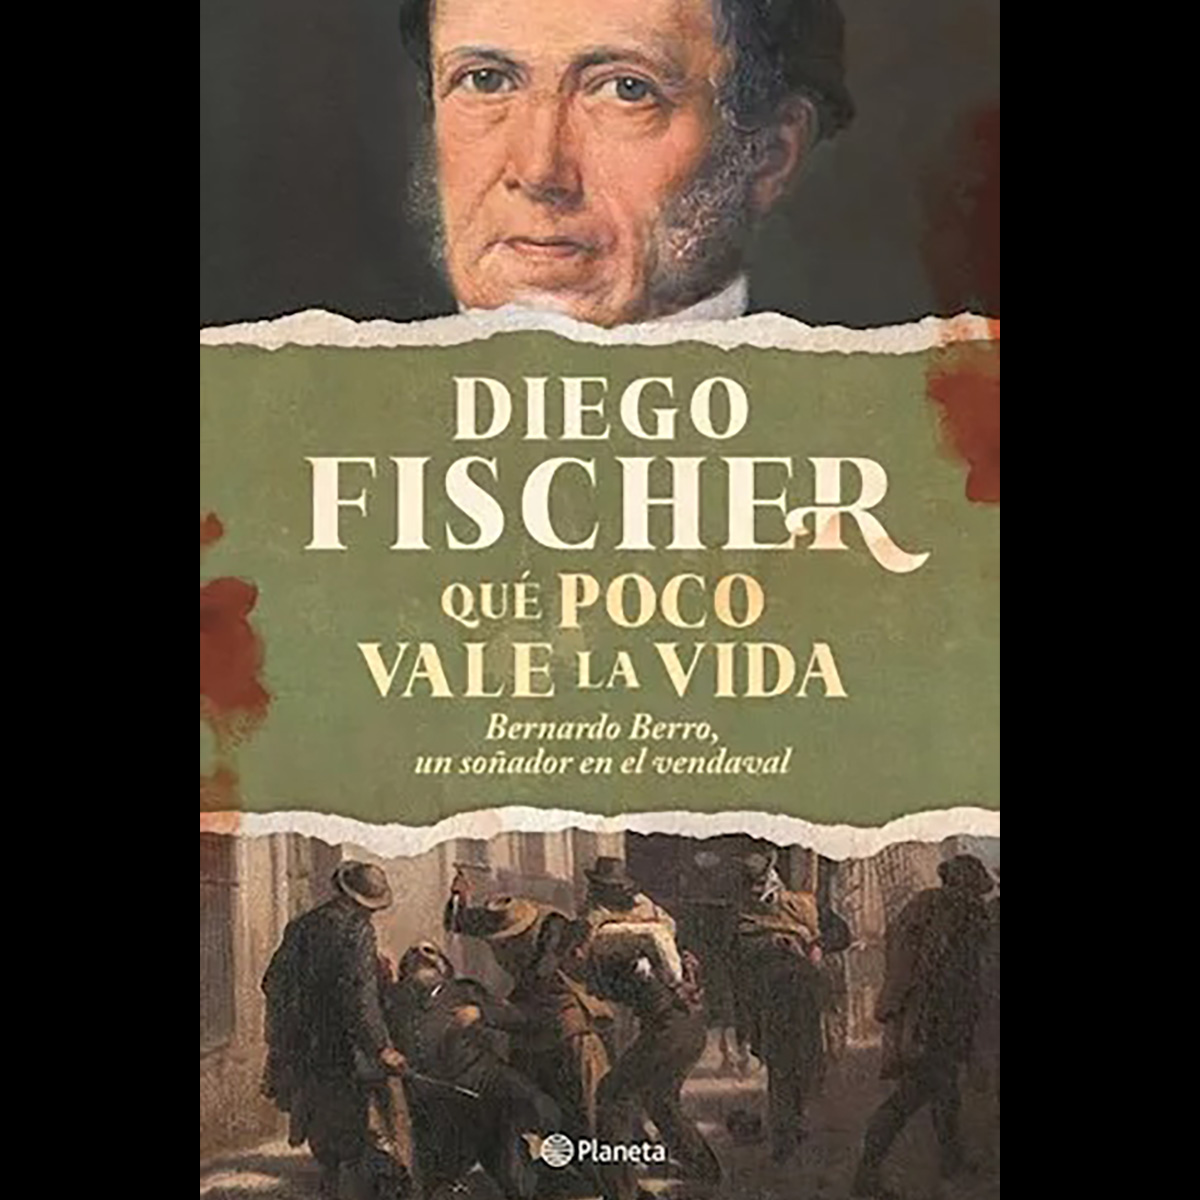 DIEGO
FISCHER
QUÉ POCO
VALE LA VIDA
Bernardo Berro,
un soñador en el vendaval
Planeta